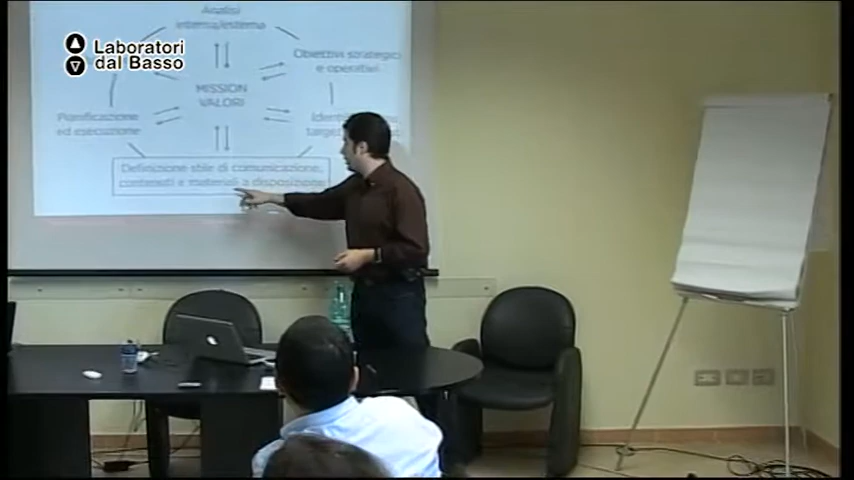 Laboratori
dal Basso
Analisi
interna/esterna
Obiettivi strategici
e operativi
MISSION
VALORI
Pianificazione
ed esecuzione
Definizione stile di comunicazione,
contenuti e materiali a disposizione